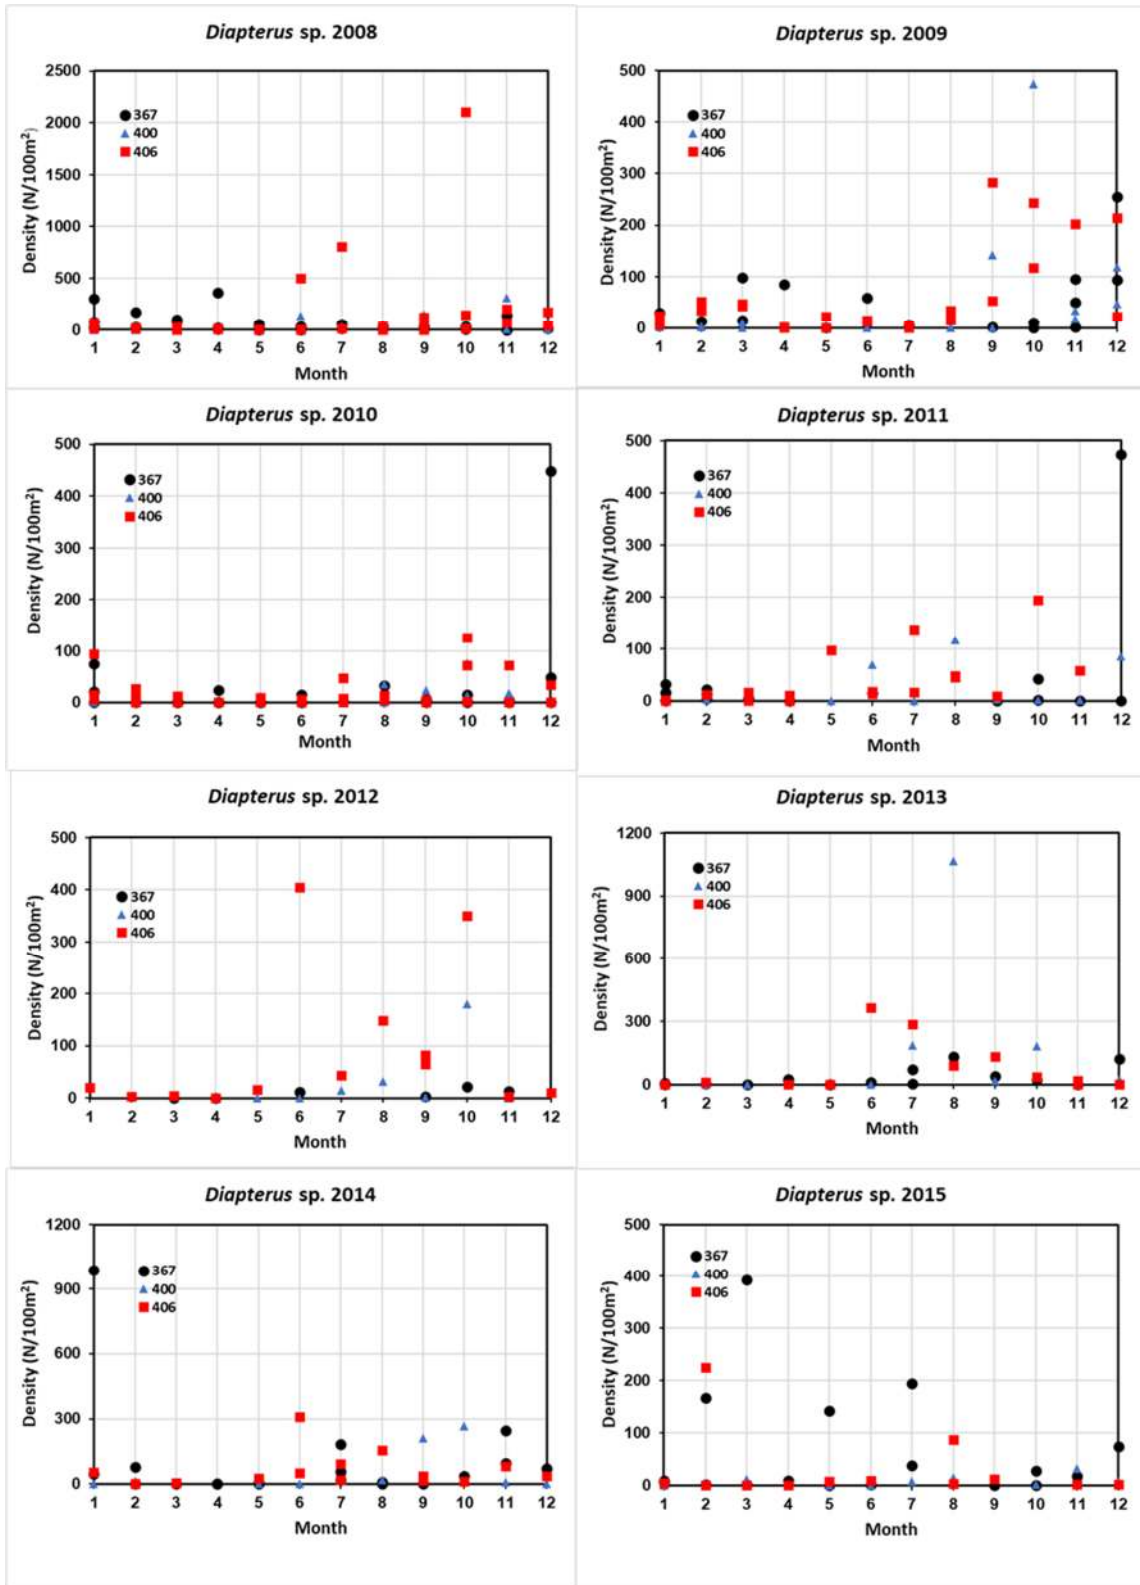 Diapterus sp. 2008
Density (N/100m²)
2500
2000
1500
1000
500
0
367
400
406
1 2 3 4 5 6 7 8 9 10 11 12
Month
Diapterus sp. 2009
Density (N/100m²)
500
400
300
200
100
0
367
400
406
1 2 3 4 5 6 7 8 9 10 11 12
Month
Diapterus sp. 2010
Density (N/100m²)
500
400
300
200
100
0
367
400
406
1 2 3 4 5 6 7 8 9 10 11 12
Month
Diapterus sp. 2011
Density (N/100m²)
500
400
300
200
100
0
367
400
406
1 2 3 4 5 6 7 8 9 10 11 12
Month
Diapterus sp. 2012
Density (N/100m²)
500
400
300
200
100
0
367
400
406
1 2 3 4 5 6 7 8 9 10 11 12
Month
Diapterus sp. 2013
Density (N/100m²)
1200
900
600
300
0
367
400
406
1 2 3 4 5 6 7 8 9 10 11 12
Month
Diapterus sp. 2014
Density (N/100m²)
1200
900
600
300
0
367
400
406
1 2 3 4 5 6 7 8 9 10 11 12
Month
Diapterus sp. 2015
Density (N/100m²)
500
400
300
200
100
0
367
400
406
1 2 3 4 5 6 7 8 9 10 11 12
Month